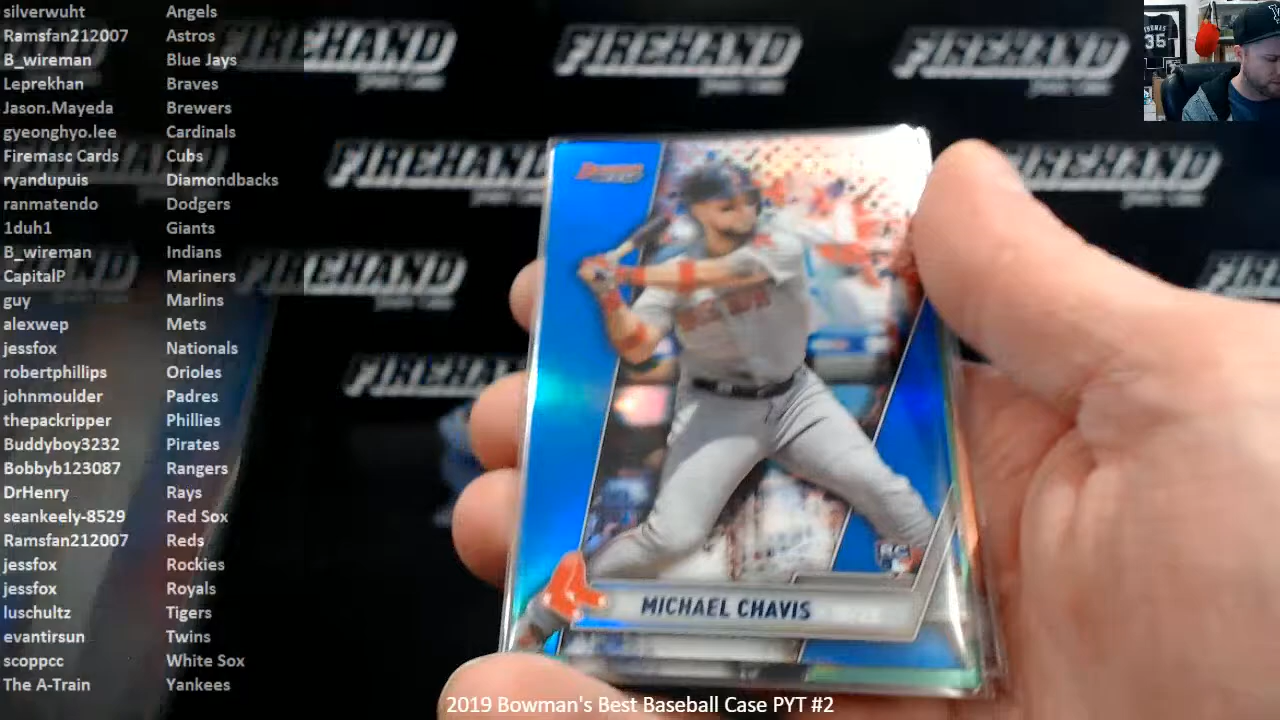 silverwuht Angels
Ramsfan212007 Astros
B_wireman Blue Jays
Leprekhan Braves
Jason.Mayeda Brewers
gyeonghyo.lee Cardinals
Firemasc Cards Cubs
ryandupuis Diamondbacks
ranmatendo Dodgers
1duh1 Giants
B_wireman Indians
CapitalP Mariners
guy Marlins
alexwep Mets
jessfox Nationals
robertphillips Orioles
johnmoulder Padres
thepackripper Phillies
Buddyboy3232 Pirates
Bobbyb123087 Rangers
DrHenry Rays
seankeely-8529 Red Sox
Ramsfan212007 Reds
jessfox Rockies
jessfox Royals
luschultz Tigers
evantirsun Twins
scoppcc White Sox
The A-Train Yankees
FIREHAND
FIREHAND
FIREHAND
FIREHAND
FIREHAND
FIREHAND
FIREHAND
35
RC
MICHAEL CHAVIS
2019 Bowman's Best Baseball Case PYT #2